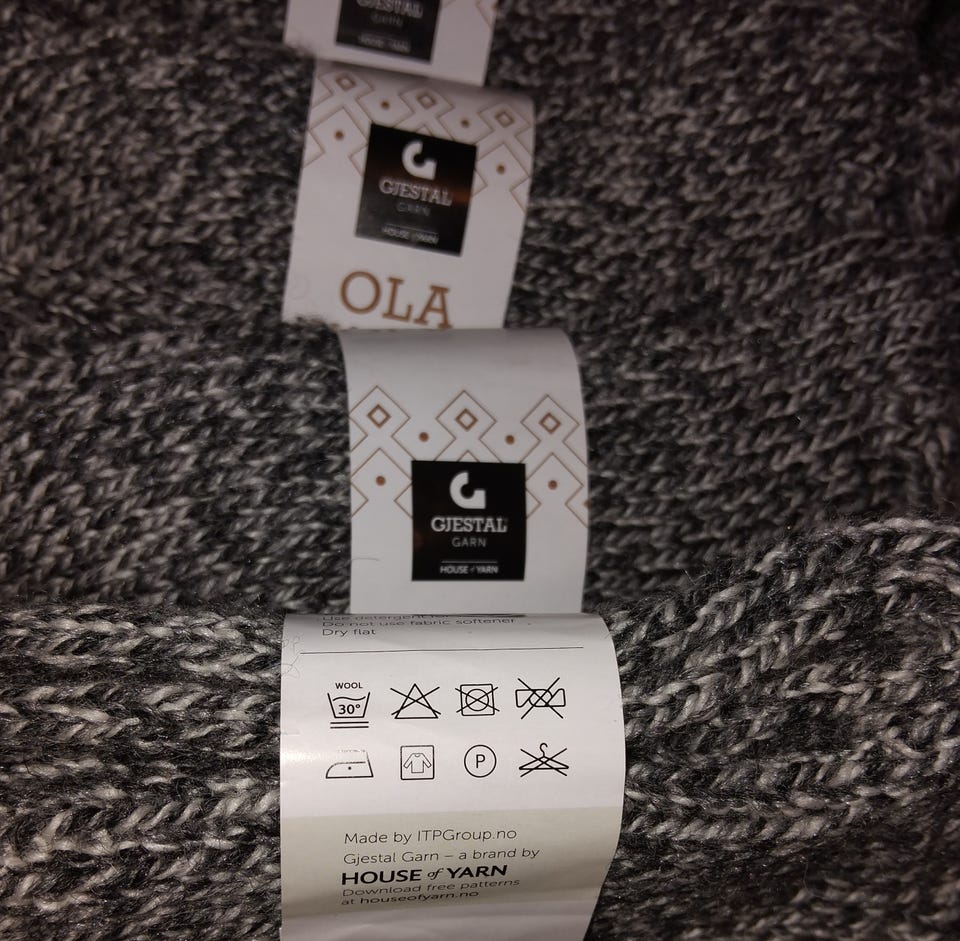 GJESTAL
GARN
HOUSE of YARN
GJESTAL
GARN
HOUSE of YARN
OLA
GJESTAL
GARN
HOUSE of YARN
Use detergent
Do not use fabric softener
Dry flat
WOOL
30°
P
Made by ITPGroup.no
Gjestal Garn – a brand by
HOUSE of YARN
Download free patterns
at houseofyarn.no